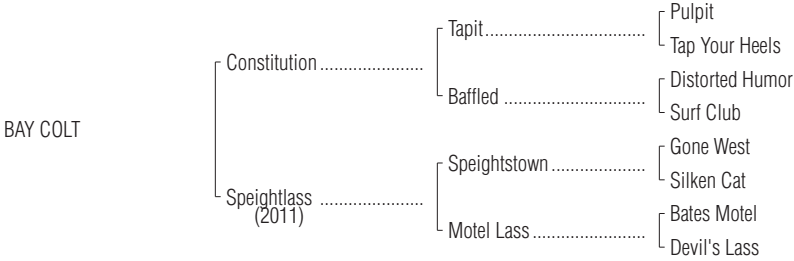 Pulpit
Tapit
Tap Your Heels
Constitution
Distorted Humor
Baffled
Surf Club
BAY COLT
Gone West
Speightstown
Silken Cat
Speightlass
(2011)
Bates Motel
Motel Lass
Devil's Lass